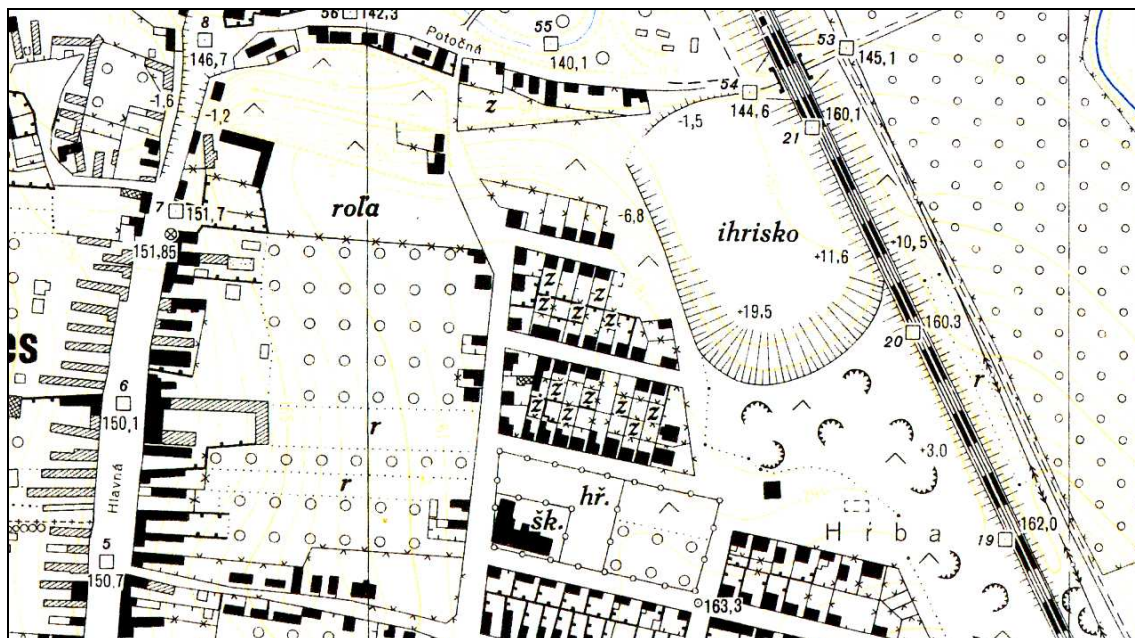 8
146,7
56
142,3
Potočná
55
140,1
53
145,1
54
144,6
-1,5
z
160,1
21
-1,6
-1,2
7
151,7
151,85
roľa
-6,8
ihrisko
+10,5
+11,6
+19,5
z
z
z
z
z
160,3
20
es
6
150,1
r
r
r
z
z
z
z
z
z
+3.0
Hlavná
hř.
šk.
Hŕba
162,0
19
5
150,7
163,3